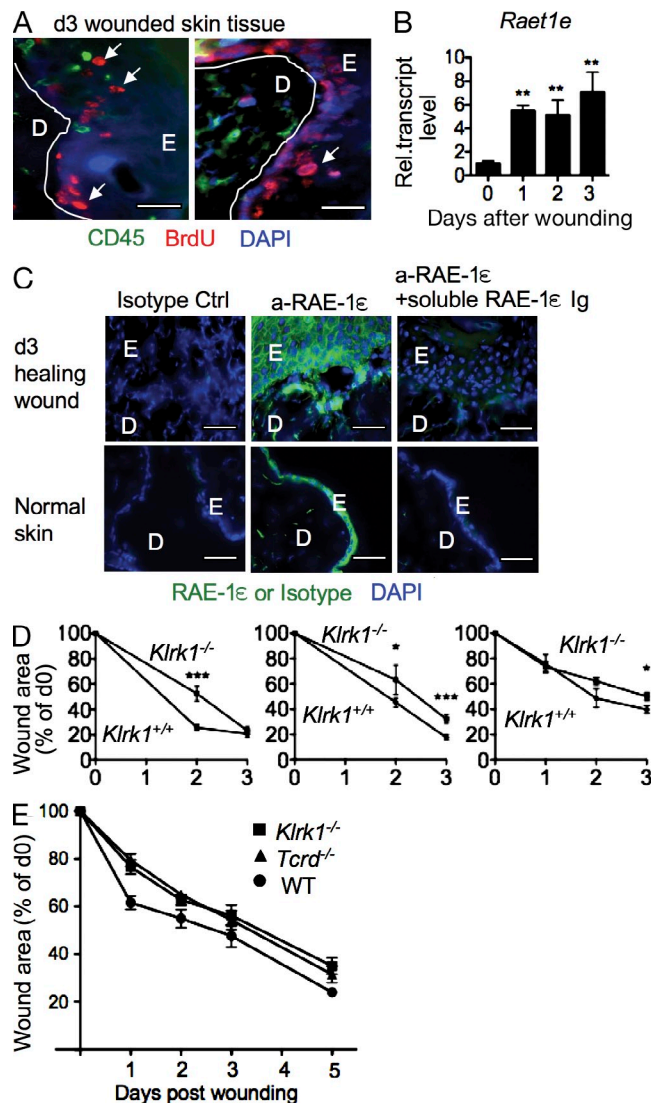 A
d3 wounded skin tissue
D
E
D
E
CD45 BrdU DAPI
B
Raet1e
Rel.transcript
level
10
8
6
4
2
0
**
**
**
0 1 2 3
Days after wounding
C
Isotype Ctrl
a-RAE-1ε
a-RAE-1ε
+soluble RAE-1ε Ig
d3
healing
wound
E
D
E
D
E
D
Normal
skin
E
D
E
D
E
D
RAE-1ε or Isotype DAPI
D
Wound area
(% of d0)
100
80
60
40
20
0
Klrk1-/-
***
Klrk1+/+
0 1 2 3
100
80
60
40
20
0
Klrk1-/-
*
***
Klrk1+/+
0 1 2 3
100
80
60
40
20
0
Klrk1-/-
*
Klrk1+/+
0 1 2 3
E
Wound area (% of d0)
100
80
60
40
20
Klrk1-/-
Tcrd-/-
WT
1 2 3 4 5
Days post wounding